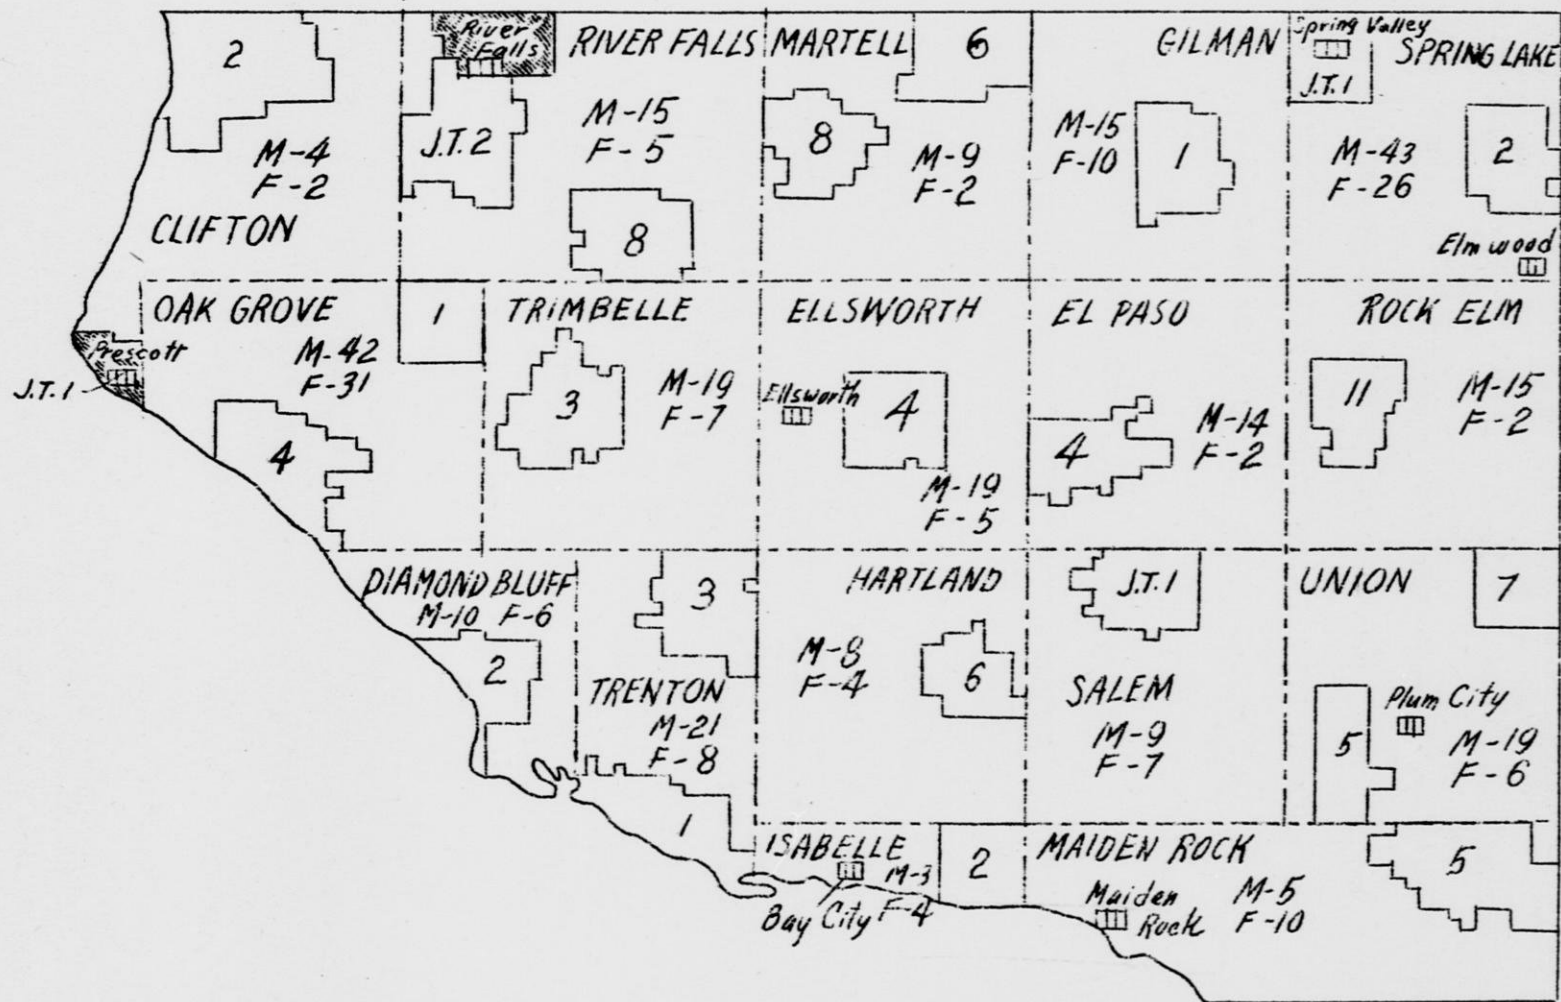 River
Falls
2
RIVER FALLS
MARTELL
6
GILMAN
Spring Valley
J.T.1
SPRING LAKE
M-4
F-2
CLIFTON
J.T.2
M-15
F-5
8
8
M-9
F-2
M-15
F-10
1
M-43
F-26
2
Elmwood
OAK GROVE
1
TRIMBELLE
ELLSWORTH
EL PASO
ROCK ELM
Prescott
J.T.1
M-42
F-31
4
3
M-19
F-7
Ellsworth
4
M-19
F-5
4
M-14
F-2
11
M-15
F-2
DIAMOND BLUFF
M-10 F-6
2
3
TRENTON
M-21
F-8
1
HARTLAND
M-8
F-4
6
J.T.1
SALEM
M-9
F-7
UNION
7
5
Plum City
M-19
F-6
ISABELLE
M-3
F-4
Bay City
2
MAIDEN ROCK
Maiden
Rock
M-5
F-10
5